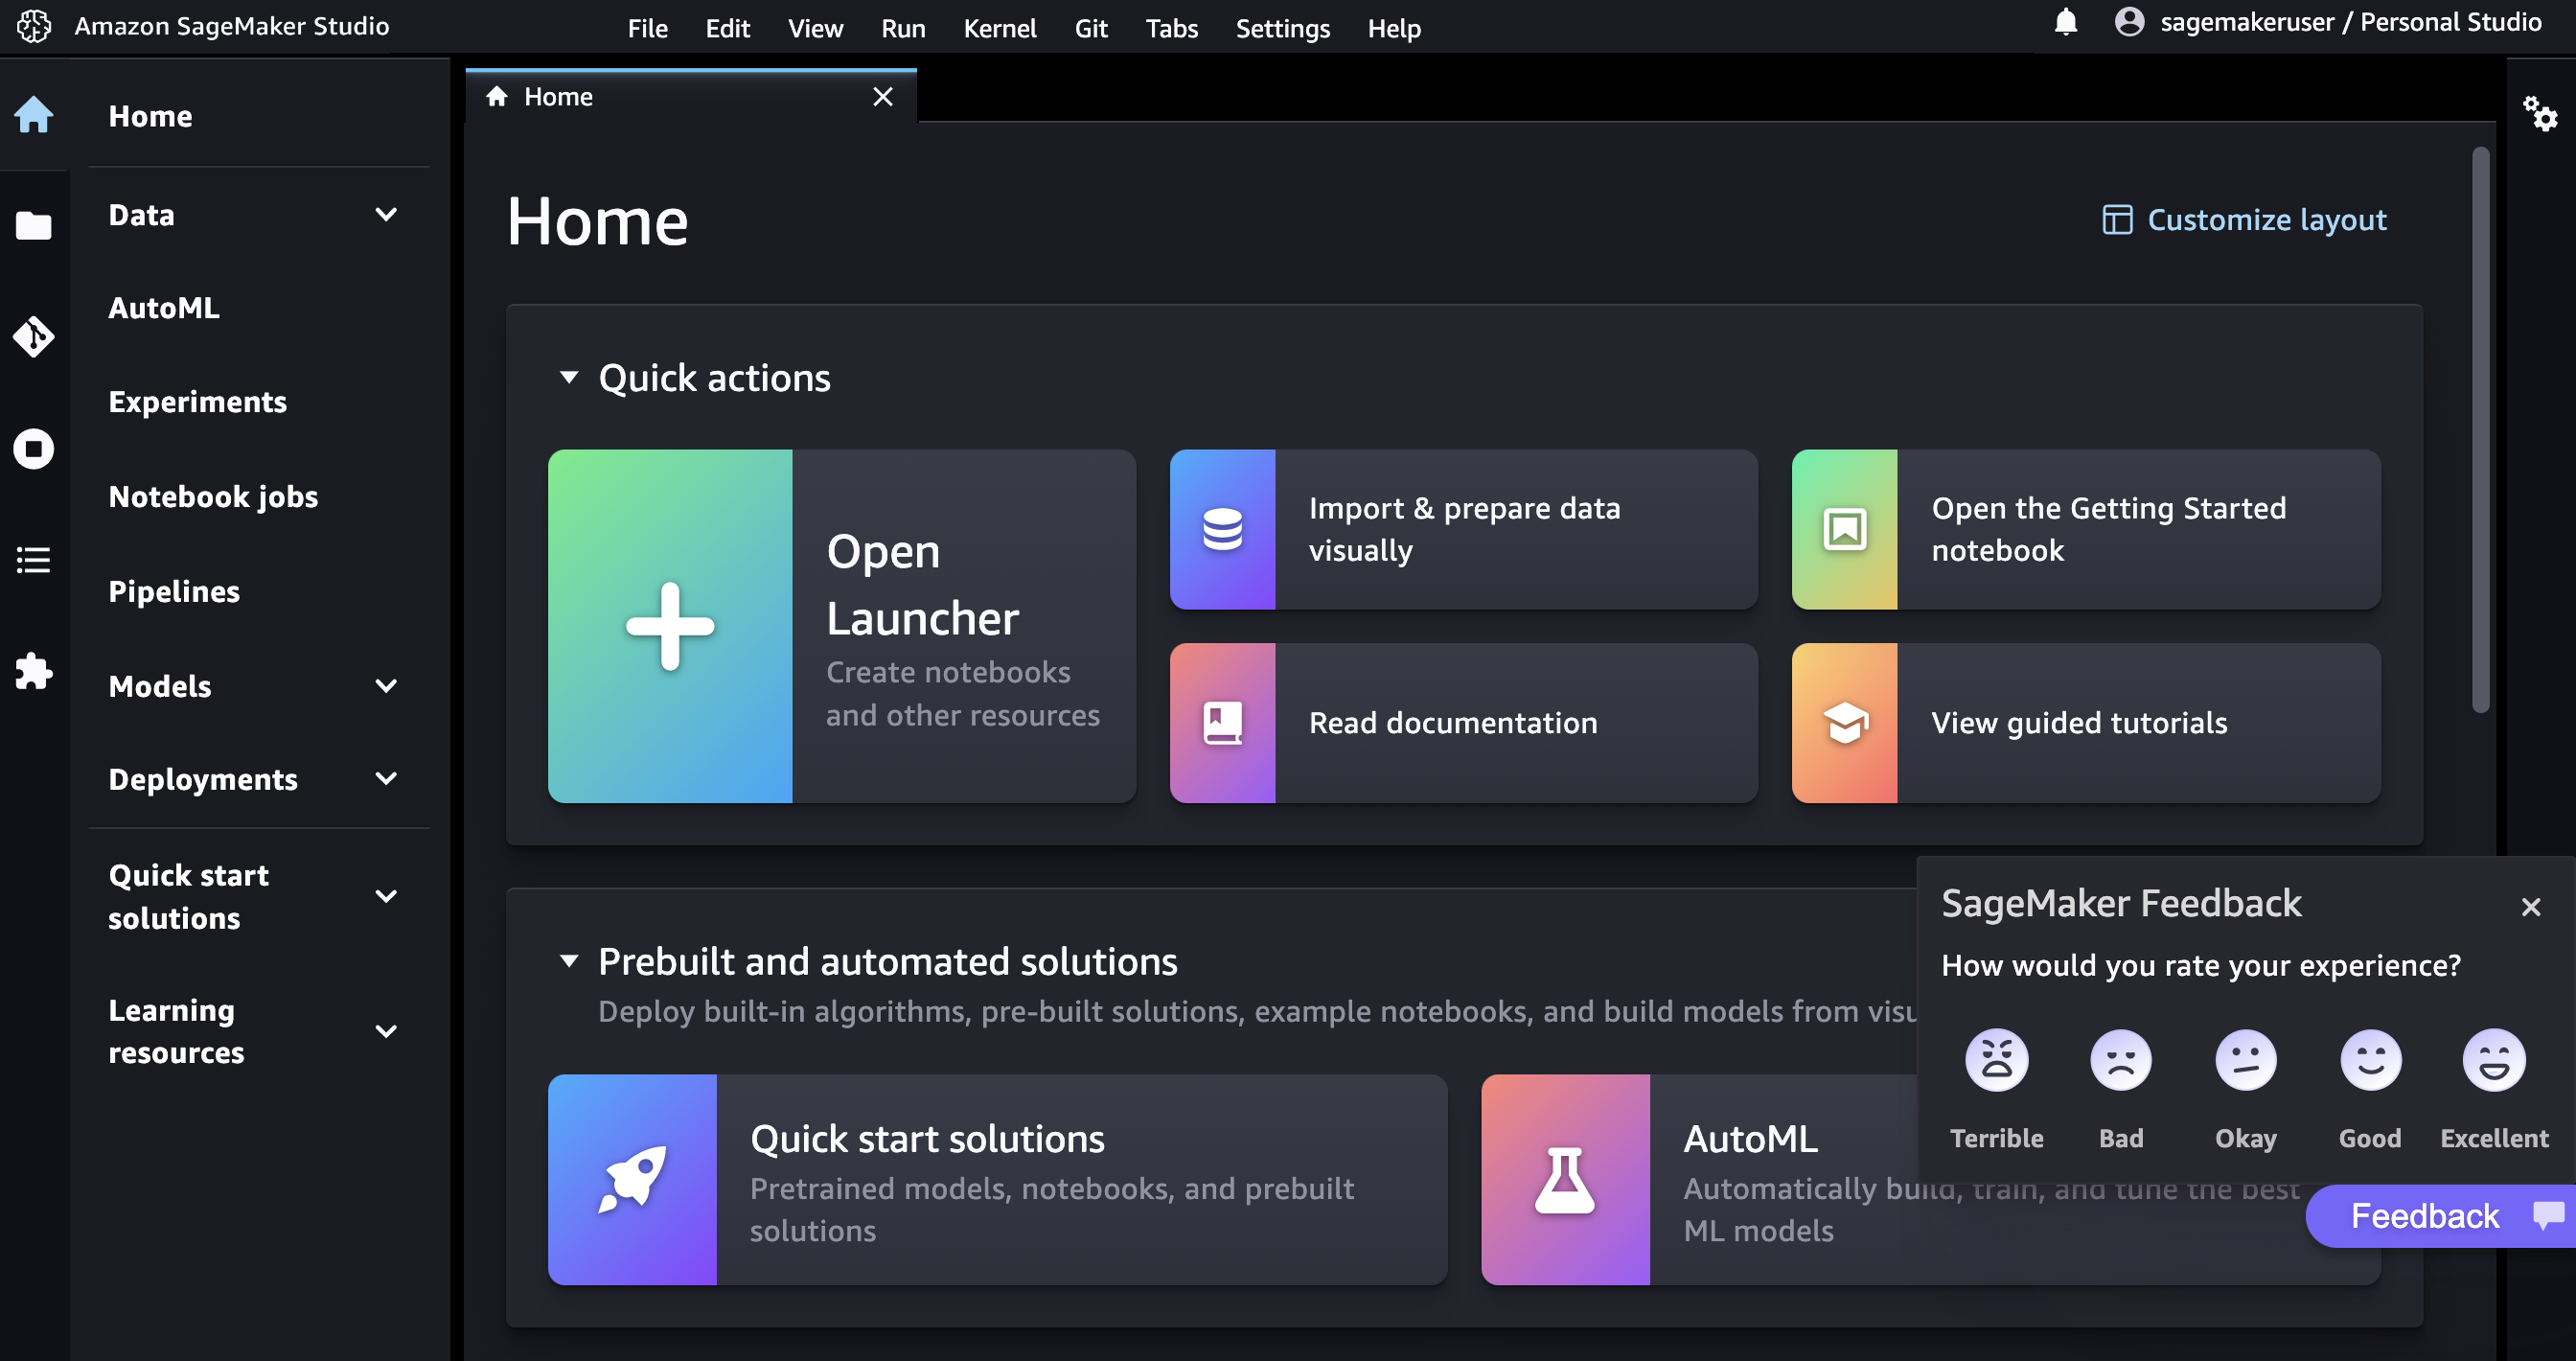 Amazon SageMaker Studio
File Edit View Run Kernel Git Tabs Settings Help
sagemakeruser / Personal Studio
Home
Data
AutoML
Experiments
Notebook jobs
Pipelines
Models
Deployments
Quick start
solutions
Learning
resources
Home
Home
Customize layout
Quick actions
Open
Launcher
Create notebooks
and other resources
Import & prepare data
visually
Open the Getting Started
notebook
Read documentation
View guided tutorials
Prebuilt and automated solutions
Deploy built-in algorithms, pre-built solutions, example notebooks, and build models from
Quick start solutions
Pretrained models, notebooks, and prebuilt
solutions
AutoML
Automatically build, train, and tune the best
ML models
SageMaker Feedback
How would you rate your experience?
Terrible
Bad
Okay
Good
Excellent
Feedback